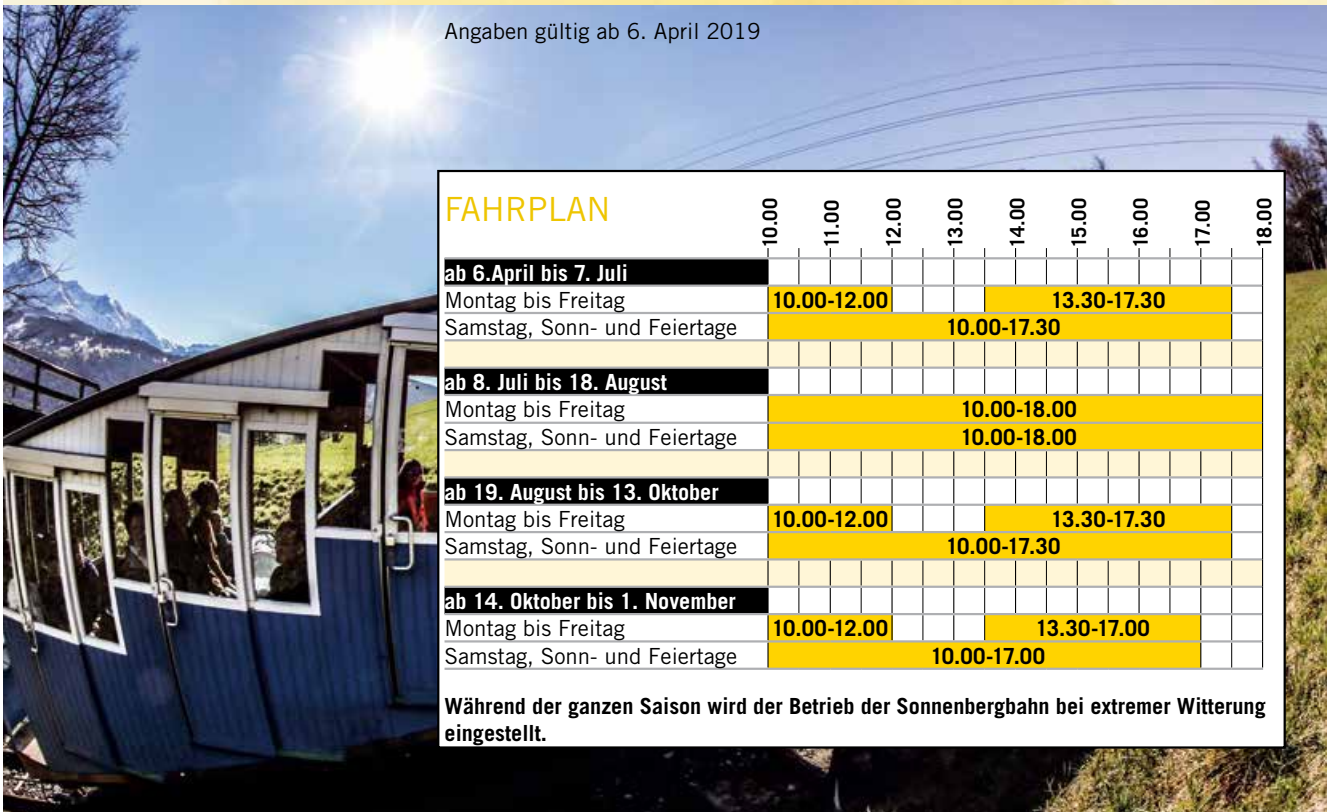 Angaben gültig ab 6. April 2019
FAHRPLAN
10.00 11.00 12.00 13.00 14.00 15.00 16.00 17.00 18.00
ab 6.April bis 7. Juli
Montag bis Freitag 10.00-12.00 13.30-17.30
Samstag, Sonn- und Feiertage 10.00-17.30
ab 8. Juli bis 18. August
Montag bis Freitag 10.00-18.00
Samstag, Sonn- und Feiertage 10.00-18.00
ab 19. August bis 13. Oktober
Montag bis Freitag 10.00-12.00 13.30-17.30
Samstag, Sonn- und Feiertage 10.00-17.30
ab 14. Oktober bis 1. November
Montag bis Freitag 10.00-12.00 13.30-17.00
Samstag, Sonn- und Feiertage 10.00-17.00
Während der ganzen Saison wird der Betrieb der Sonnenbergbahn bei extremer Witterung
eingestellt.